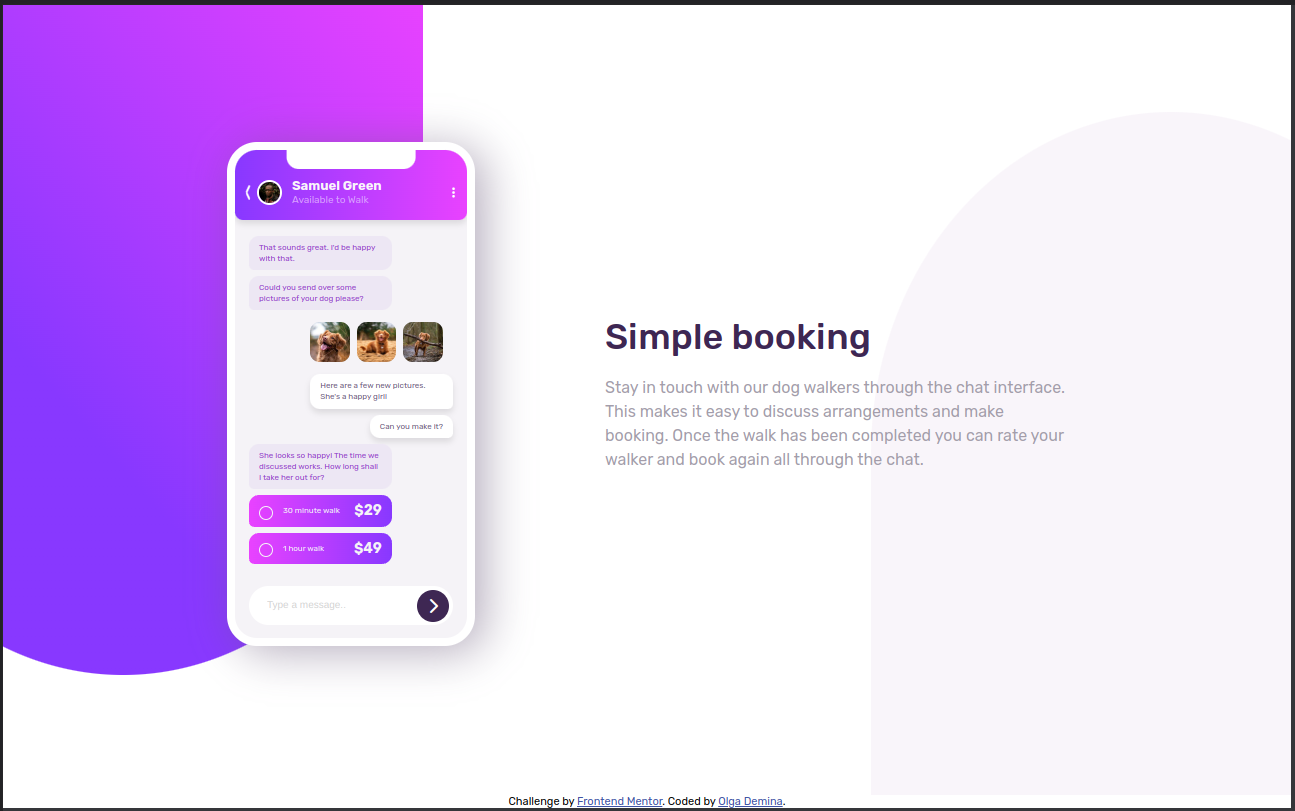 Samuel Green
Available to Walk
That sounds great. I'd be happy
with that.
Could you send over some
pictures of your dog please?
Here are a few new pictures.
She's a happy girl!
Can you make it?
She looks so happy! The time we
discussed works. How long shall
I take her out for?
30 minute walk $29
1 hour walk $49
Type a message..
Simple booking
Stay in touch with our dog walkers through the chat interface.
This makes it easy to discuss arrangements and make
booking. Once the walk has been completed you can rate your
walker and book again all through the chat.
Challenge by Frontend Mentor. Coded by Olga Demina.